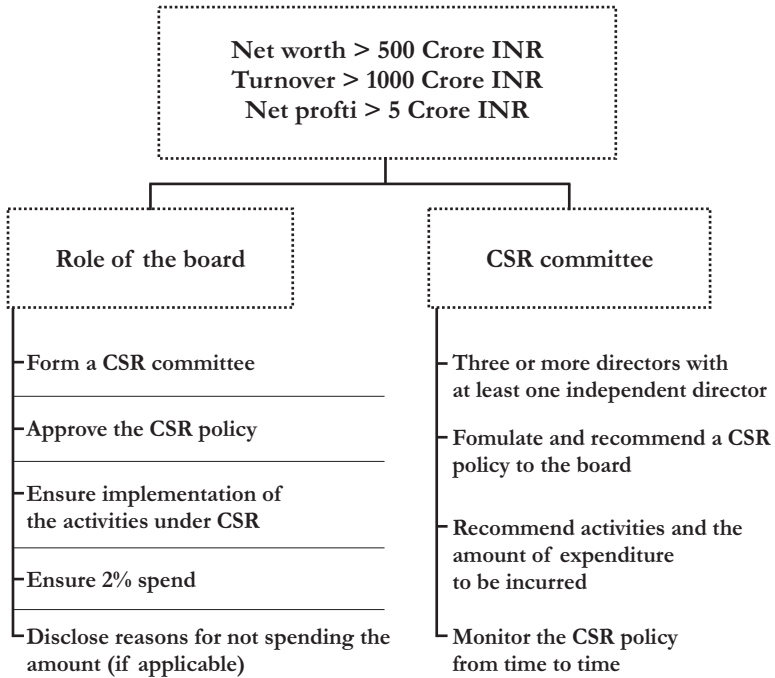 Net worth > 500 Crore INR
Turnover > 1000 Crore INR
Net profti > 5 Crore INR
Role of the board
Form a CSR committee
Approve the CSR policy
Ensure implementation of
the activities under CSR
Ensure 2% spend
Disclose reasons for not spending the
amount (if applicable)
CSR committee
Three or more directors with
at least one independent director
Fomulate and recommend a CSR
policy to the board
Recommend activities and the
amount of expenditure
to be incurred
Monitor the CSR policy
from time to time